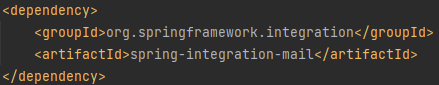 <dependency>
    <groupId>org.springframework.integration</groupId>
    <artifactId>spring-integration-mail</artifactId>
</dependency>